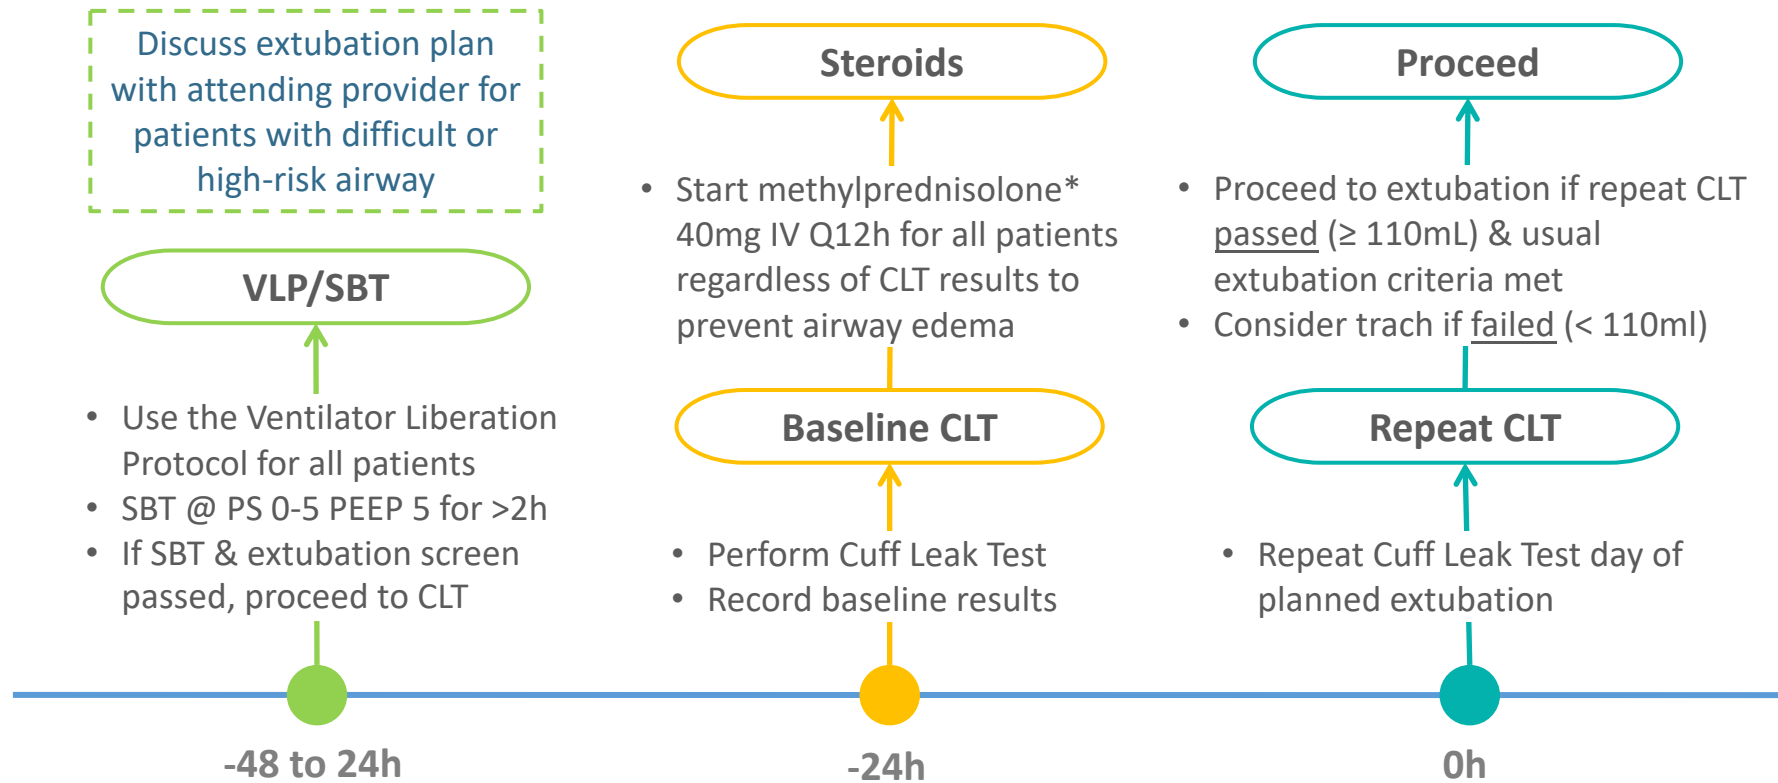 Discuss extubation plan
with attending provider for
patients with difficult or
high-risk airway
VLP/SBT
• Use the Ventilator Liberation
Protocol for all patients
• SBT @ PS 0-5 PEEP 5 for >2h
• If SBT & extubation screen
passed, proceed to CLT
-48 to 24h
Steroids
• Start methylprednisolone*
40mg IV Q12h for all patients
regardless of CLT results to
prevent airway edema
Baseline CLT
• Perform Cuff Leak Test
• Record baseline results
-24h
Proceed
• Proceed to extubation if repeat CLT
passed (≥ 110mL) & usual
extubation criteria met
• Consider trach if failed (< 110ml)
Repeat CLT
• Repeat Cuff Leak Test day of
planned extubation
0h